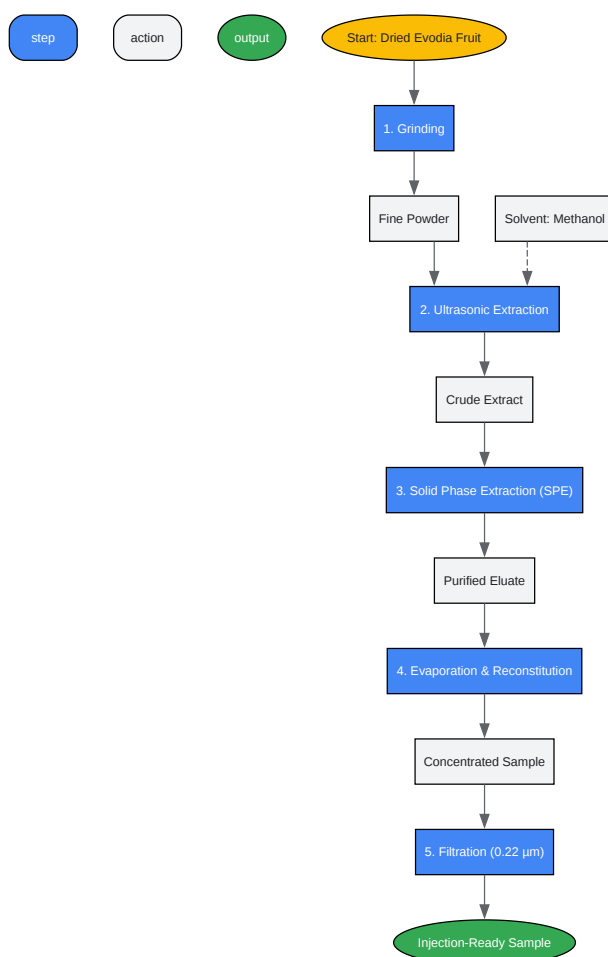 step
action
output
Start: Dried Evodia Fruit
1. Grinding
Fine Powder
Solvent: Methanol
2. Ultrasonic Extraction
Crude Extract
3. Solid Phase Extraction (SPE)
Purified Eluate
4. Evaporation & Reconstitution
Concentrated Sample
5. Filtration (0.22 µm)
Injection-Ready Sample